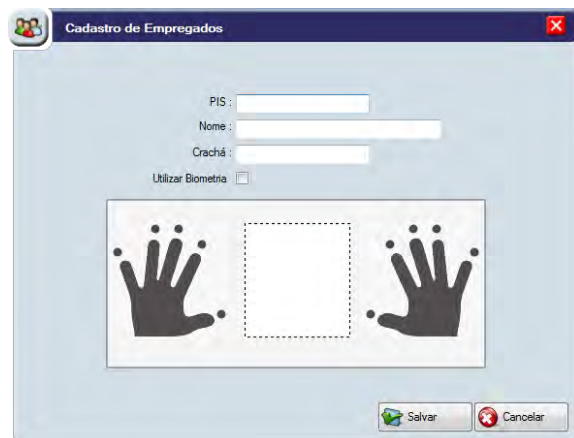 Cadastro de Empregados
PIS :
Nome :
Crachá :
Utilizar Biometria
Salvar
Cancelar